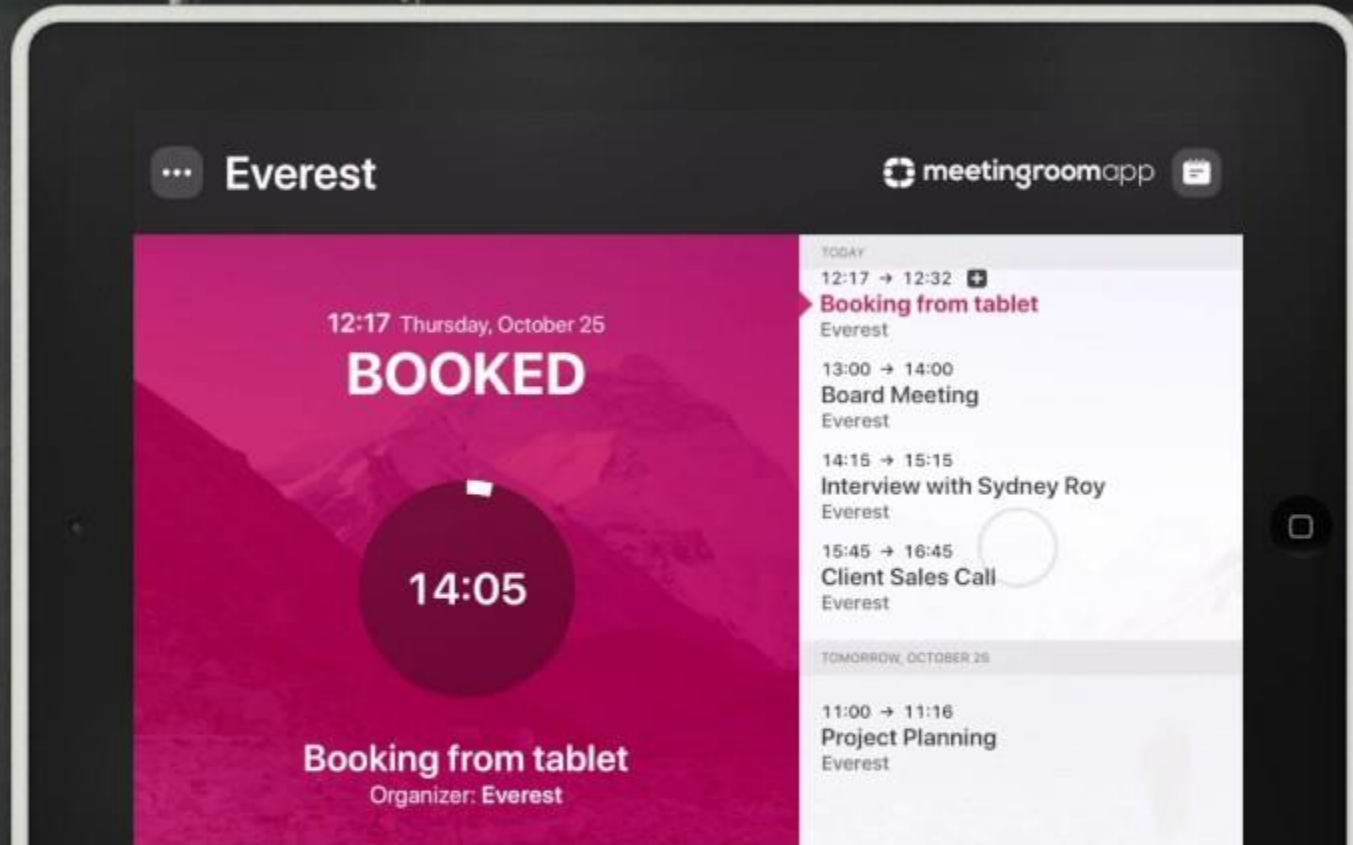 Everest
meetingroomapp
12:17 Thursday, October 25
BOOKED
14:05
Booking from tablet
Organizer: Everest
TODAY
12:17 → 12:32
Booking from tablet
Everest
13:00 → 14:00
Board Meeting
Everest
14:15 → 15:15
Interview with Sydney Roy
Everest
15:45 → 16:45
Client Sales Call
Everest
TOMORROW, OCTOBER 26
11:00 → 11:16
Project Planning
Everest